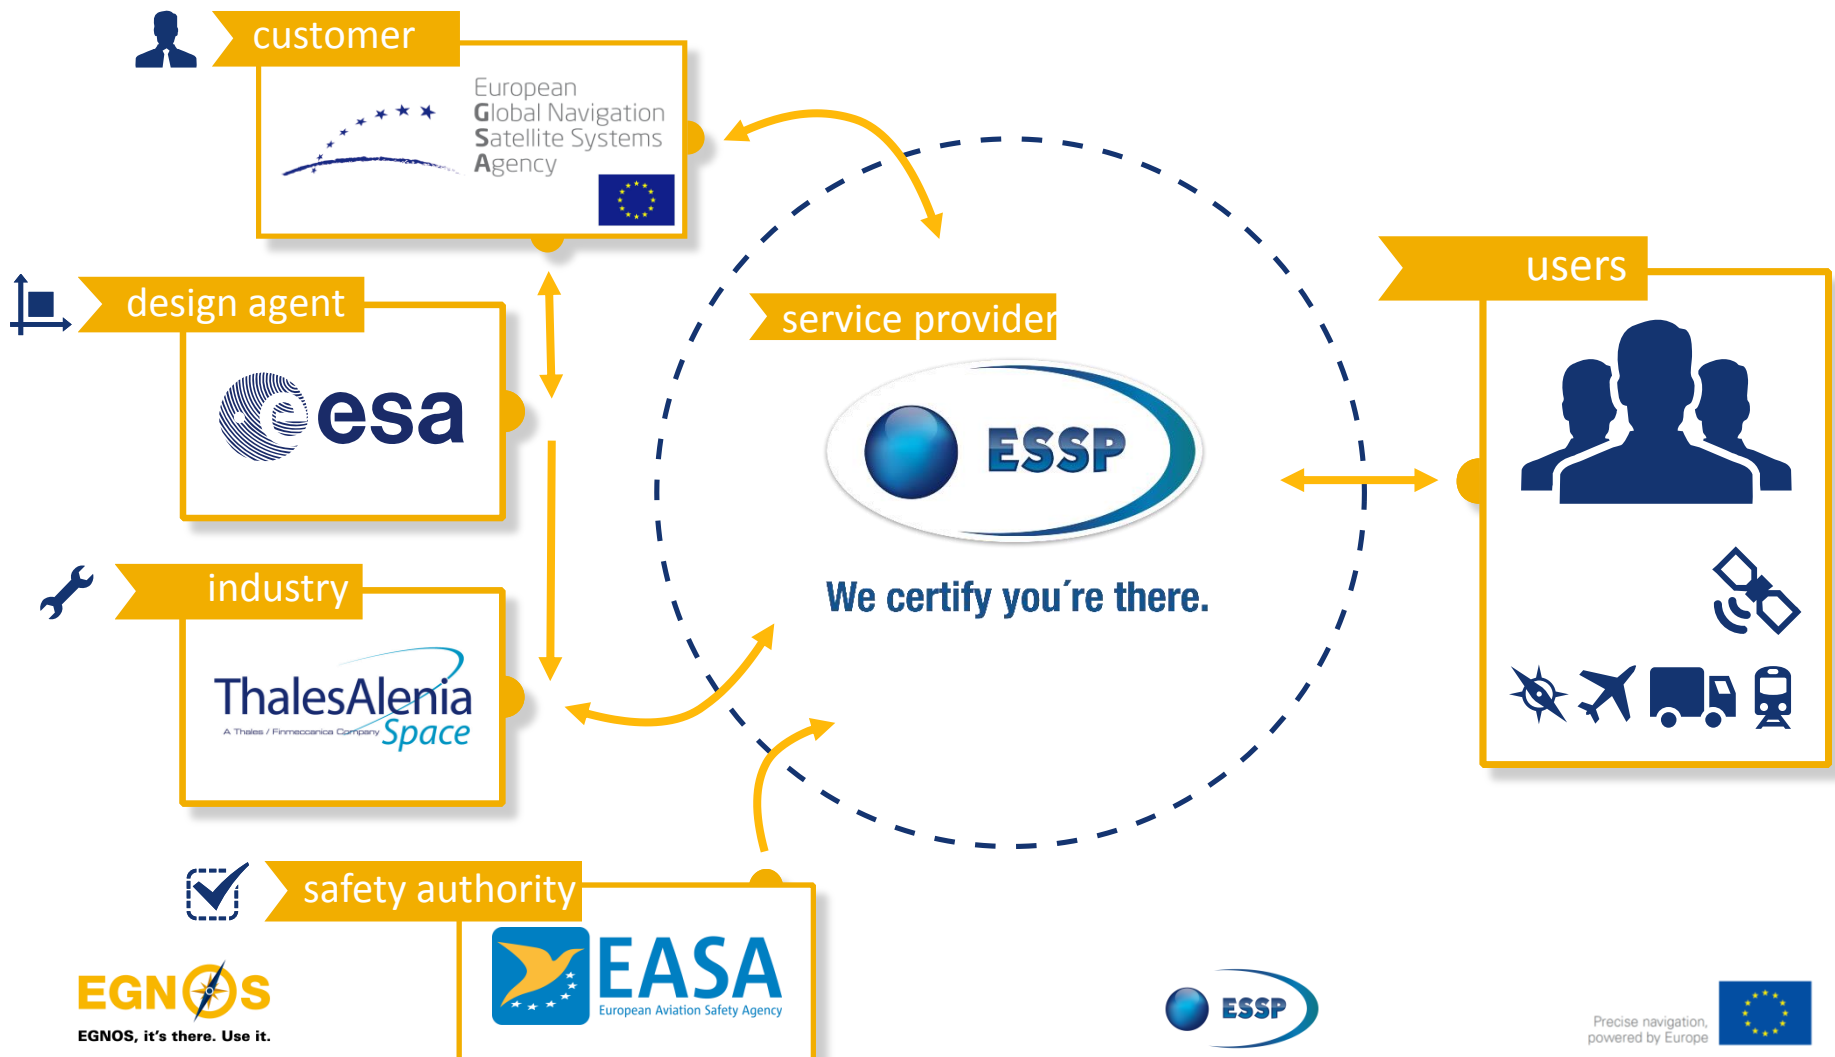 customer
European
Global Navigation
Satellite Systems
Agency
design agent
esa
service provider
ESSP
We certify you´re there.
users
industry
ThalesAlenia
A Thales / Finmeccanica Company Space
safety authority
EASA
European Aviation Safety Agency
EGNOS
EGNOS, it's there. Use it.
ESSP
Precise navigation,
powered by Europe